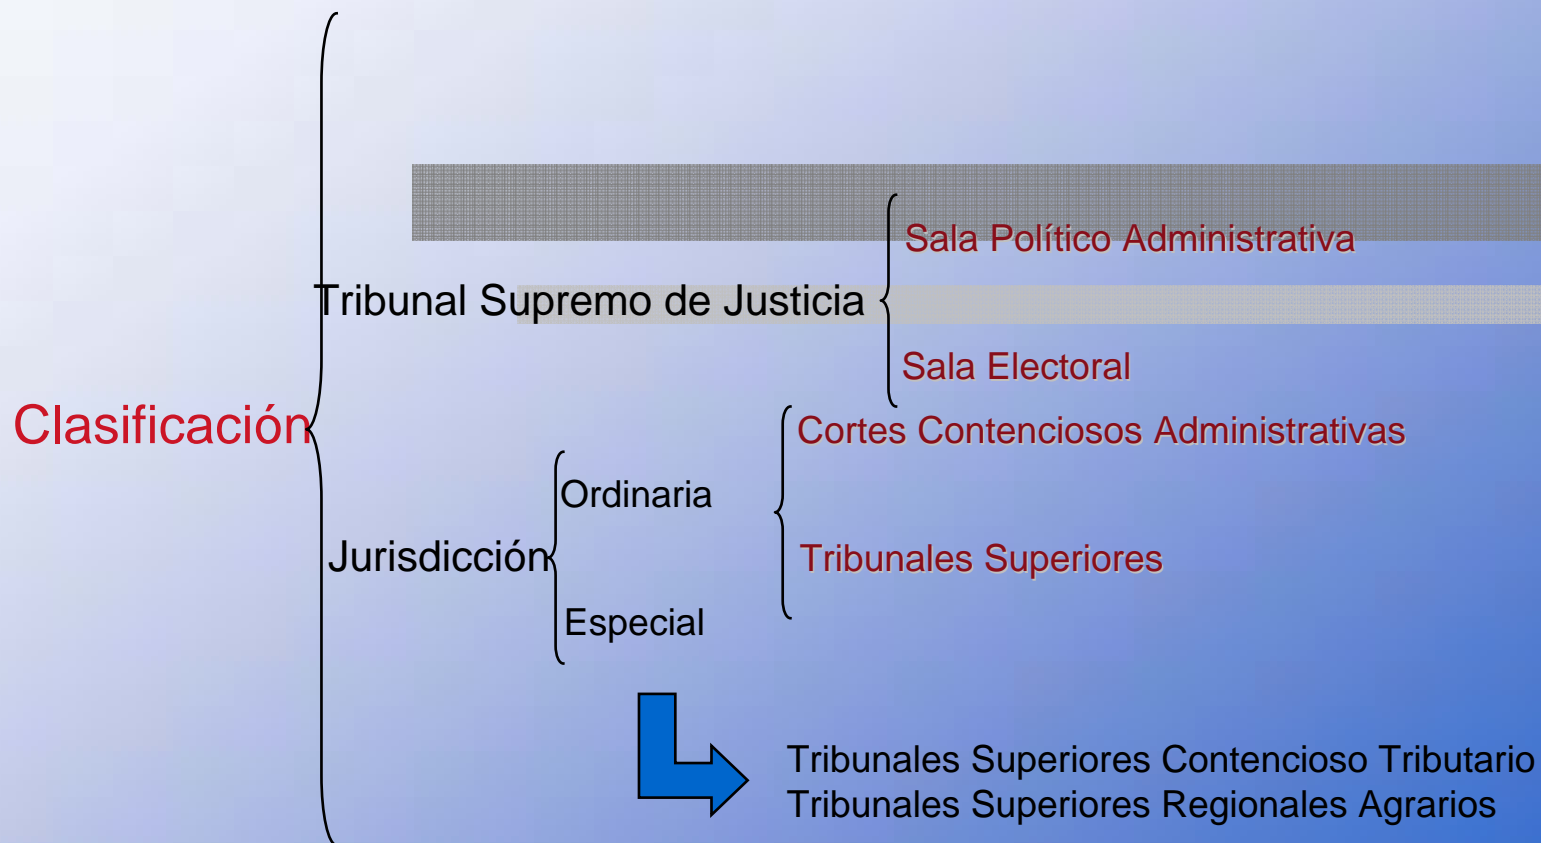 Clasificación
Tribunal Supremo de Justicia
Sala Político Administrativa
Sala Electoral
Jurisdicción
Ordinaria
Cortes Contenciosos Administrativas
Tribunales Superiores
Especial
Tribunales Superiores Contencioso Tributario
Tribunales Superiores Regionales Agrarios